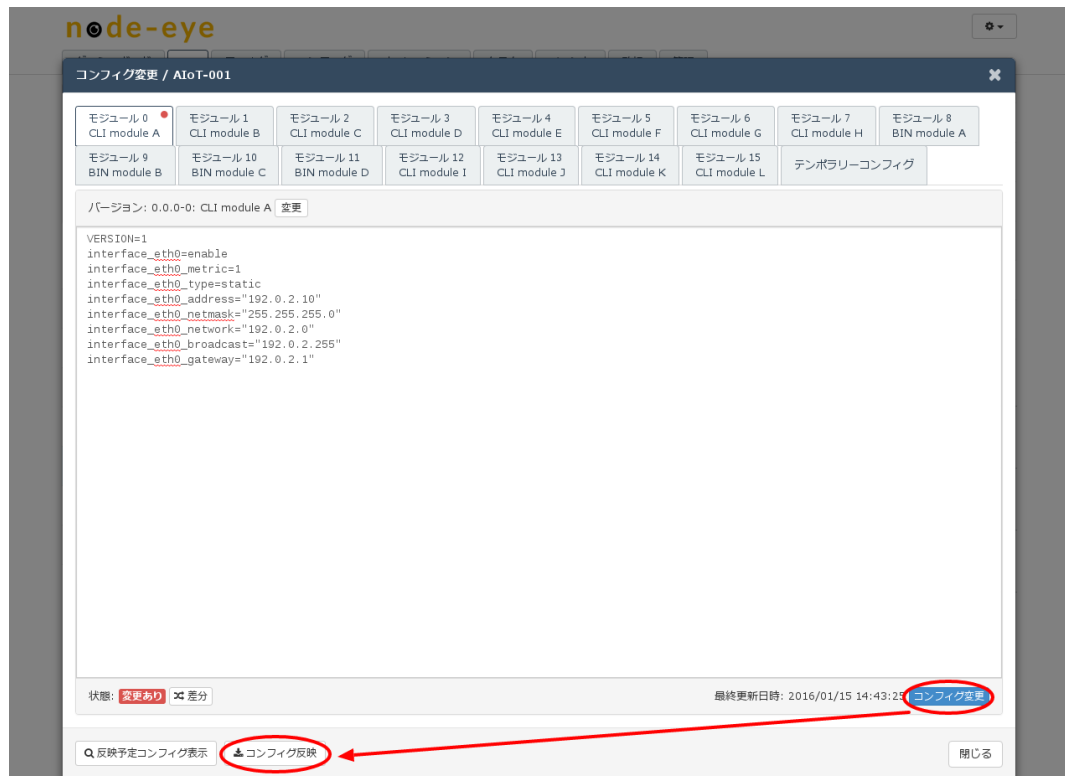 node-eye
コンフィグ変更 / AIoT-001
モジュール 0
CLI module A
モジュール 1
CLI module B
モジュール 2
CLI module C
モジュール 3
CLI module D
モジュール 4
CLI module E
モジュール 5
CLI module F
モジュール 6
CLI module G
モジュール 7
CLI module H
モジュール 8
BIN module A
モジュール 9
BIN module B
モジュール 10
BIN module C
モジュール 11
BIN module D
モジュール 12
CLI module I
モジュール 13
CLI module J
モジュール 14
CLI module K
モジュール 15
CLI module L
テンポラリーコンフィグ
バージョン: 0.0.0-0: CLI module A 変更
VERSION=1
interface_eth0=enable
interface_eth0_metric=1
interface_eth0_type=static
interface_eth0_address="192.0.2.10"
interface_eth0_netmask="255.255.255.0"
interface_eth0_network="192.0.2.0"
interface_eth0_broadcast="192.0.2.255"
interface_eth0_gateway="192.0.2.1"
状態: 変更あり 差分
最終更新日時: 2016/01/15 14:43:25 コンフィグ変更
反映予定コンフィグ表示 コンフィグ反映 閉じる